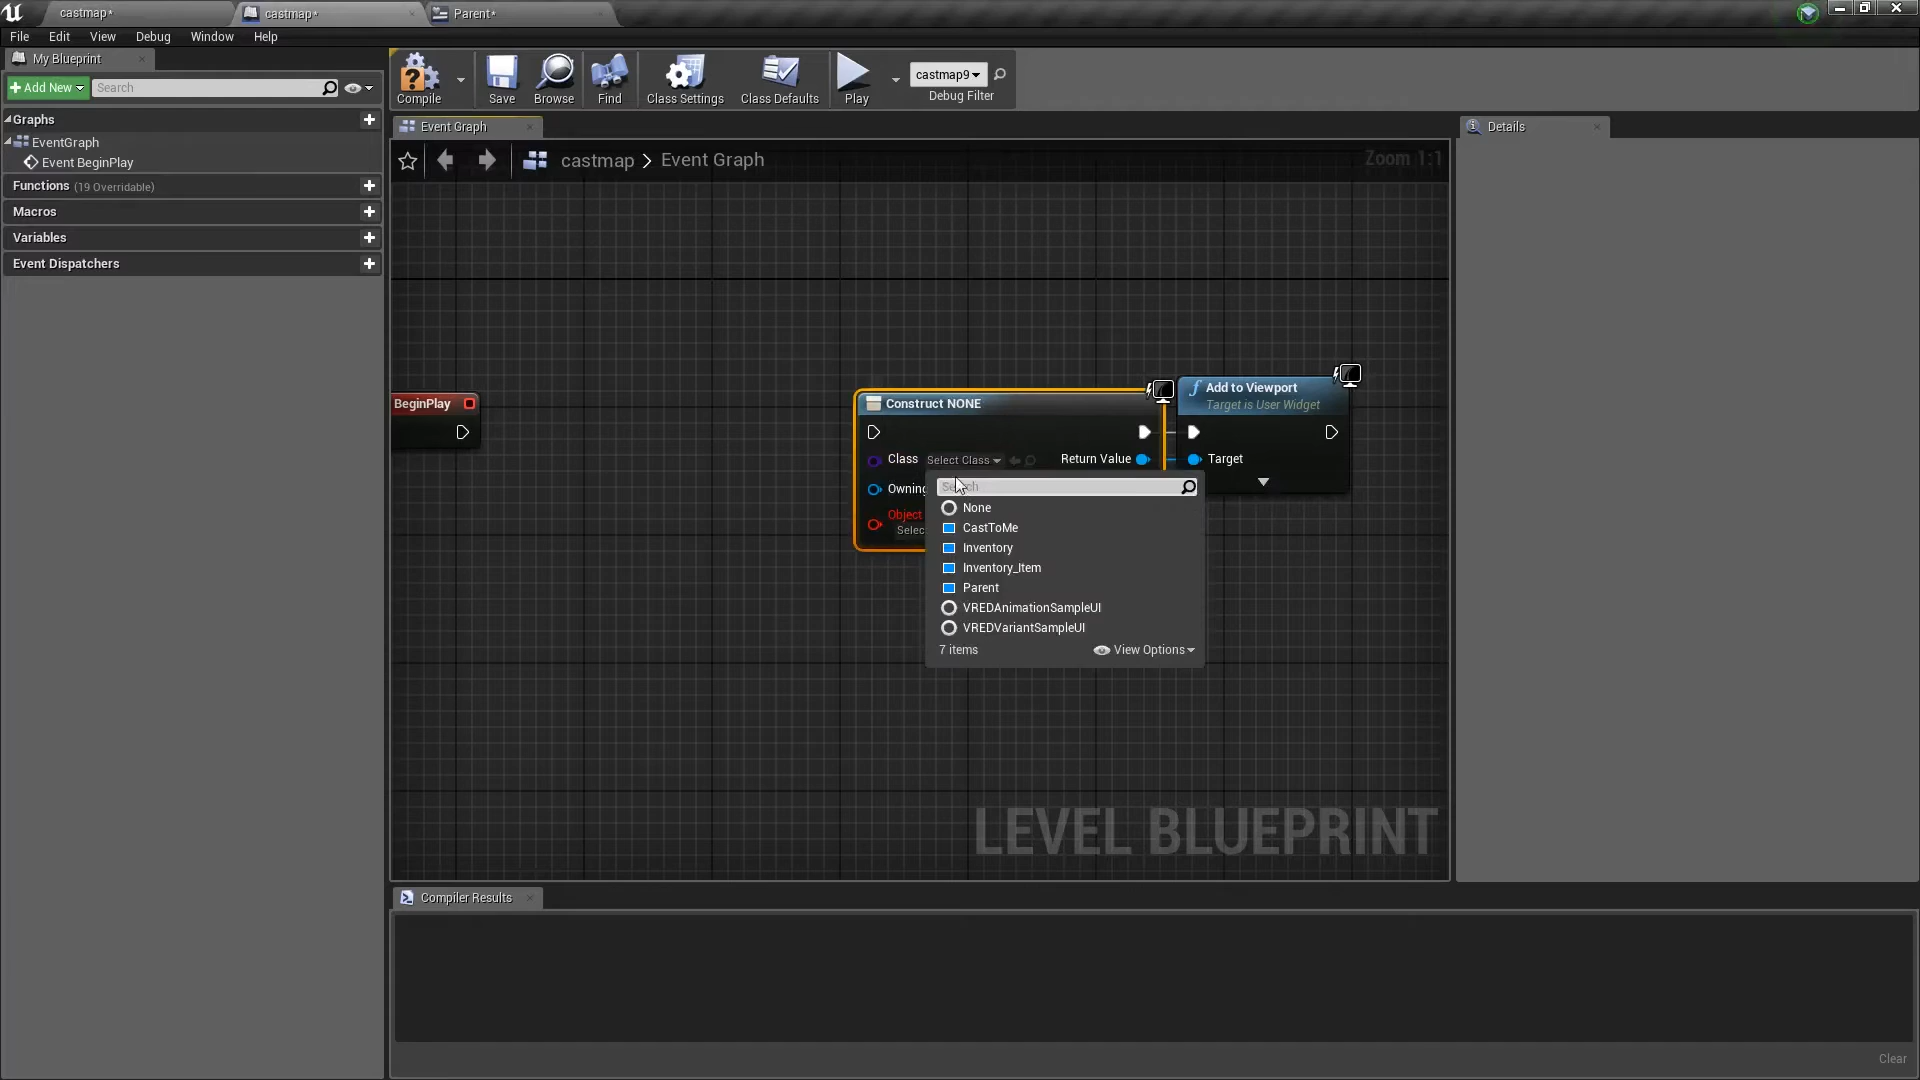 castmap*
castmap*
Parent*
File Edit View Debug Window Help
My Blueprint
Add New
Search
Graphs
EventGraph
Event BeginPlay
Functions (19 Overridable)
Macros
Variables
Event Dispatchers
Compile
Save
Browse
Find
Class Settings
Class Defaults
Play
castmap9
Debug Filter
Event Graph
castmap > Event Graph
Zoom 1:1
BeginPlay
Construct NONE
Class Select Class
Return Value
Owning
Object
Selec
Add to Viewport
Target is User Widget
Target
Search
None
CastToMe
Inventory
Inventory_Item
Parent
VREDAnimationSampleUI
VREDVariantSampleUI
7 items
View Options
LEVEL BLUEPRINT
Details
Compiler Results
Clear